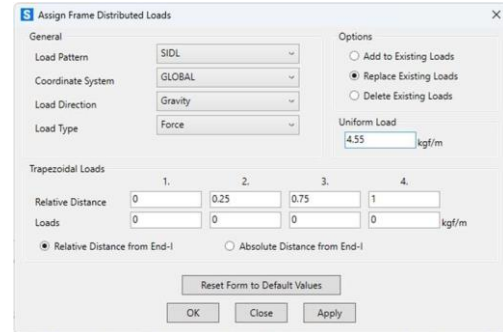 S Assign Frame Distributed Loads
General
Load Pattern SIDL
Coordinate System GLOBAL
Load Direction Gravity
Load Type Force
Options
Add to Existing Loads
Replace Existing Loads
Delete Existing Loads
Uniform Load
4.55 kgf/m
Trapezoidal Loads
1. 2. 3. 4.
Relative Distance 0 0.25 0.75 1
Loads 0 0 0 0 kgf/m
Relative Distance from End-I Absolute Distance from End-I
Reset Form to Default Values
OK Close Apply